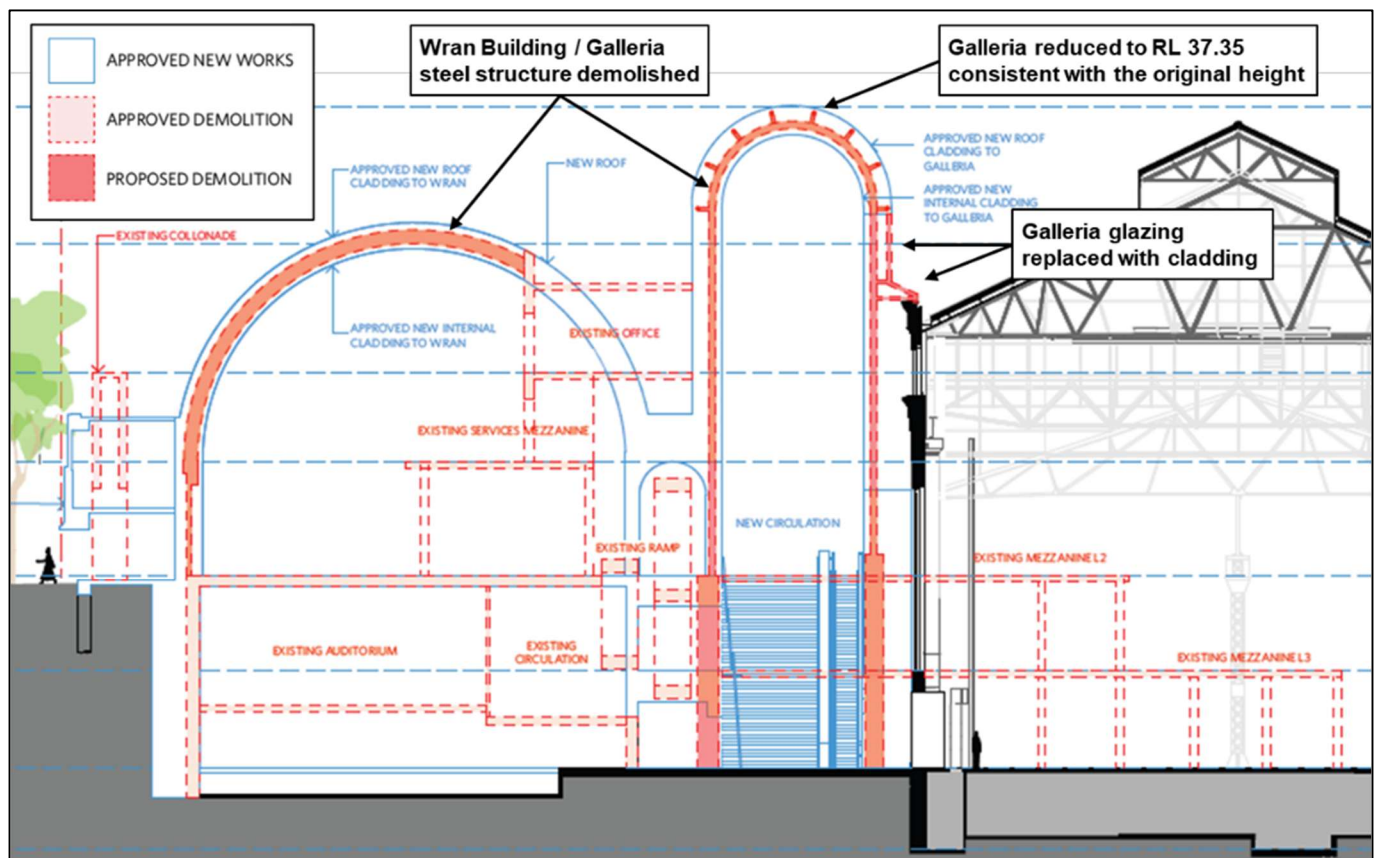 APPROVED NEW WORKS
APPROVED DEMOLITION
PROPOSED DEMOLITION
Wran Building / Galleria
steel structure demolished
Galleria reduced to RL 37.35
consistent with the original height
APPROVED NEW ROOF
CLADDING TO
GALLERIA
APPROVED NEW ROOF
CLADDING TO WRAN
NEW ROOF
APPROVED NEW
INTERNAL CLADDING
TO GALLERIA
EXISTING COLLONADE
Galleria glazing
replaced with cladding
APPROVED NEW INTERNAL
CLADDING TO WRAN
EXISTING OFFICE
EXISTING SERVICES MEZZANINE
NEW CIRCULATION
EXISTING RAMP
EXISTING MEZZANINE L2
EXISTING AUDITORIUM
EXISTING
CIRCULATION
EXISTING MEZZANINE L3